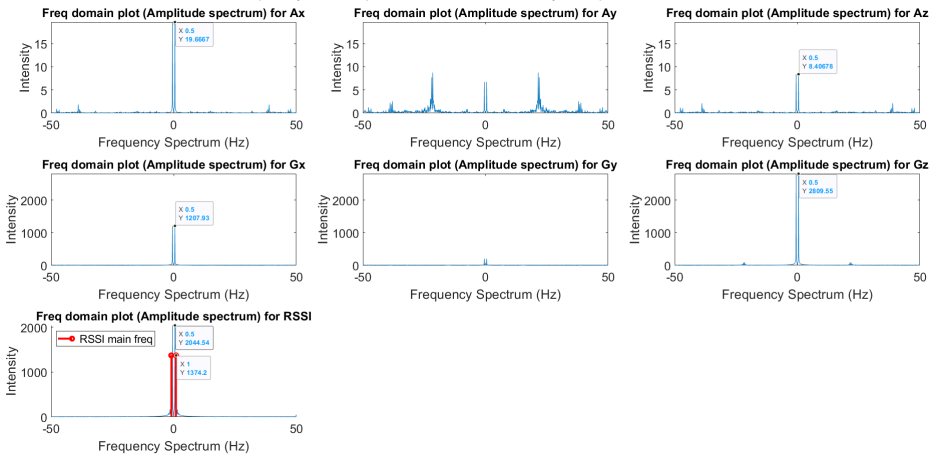 Freq domain plot (Amplitude spectrum) for Ax
Intensity
15
10
5
0
X 0.5
Y 19.6667
-50
0
50
Frequency Spectrum (Hz)
Freq domain plot (Amplitude spectrum) for Ay
Intensity
15
10
5
0
-50
0
50
Frequency Spectrum (Hz)
Freq domain plot (Amplitude spectrum) for Az
Intensity
15
10
5
0
X 0.5
Y 8.40678
-50
0
50
Frequency Spectrum (Hz)
Freq domain plot (Amplitude spectrum) for Gx
Intensity
2000
1000
0
X 0.5
Y 1207.93
-50
0
50
Frequency Spectrum (Hz)
Freq domain plot (Amplitude spectrum) for Gy
Intensity
2000
1000
0
-50
0
50
Frequency Spectrum (Hz)
Freq domain plot (Amplitude spectrum) for Gz
Intensity
2000
1000
0
X 0.5
Y 2809.55
-50
0
50
Frequency Spectrum (Hz)
Freq domain plot (Amplitude spectrum) for RSSI
Intensity
2000
1000
0
RSSI main freq
X 0.5
Y 2044.54
X 1
Y 1374.2
-50
0
50
Frequency Spectrum (Hz)